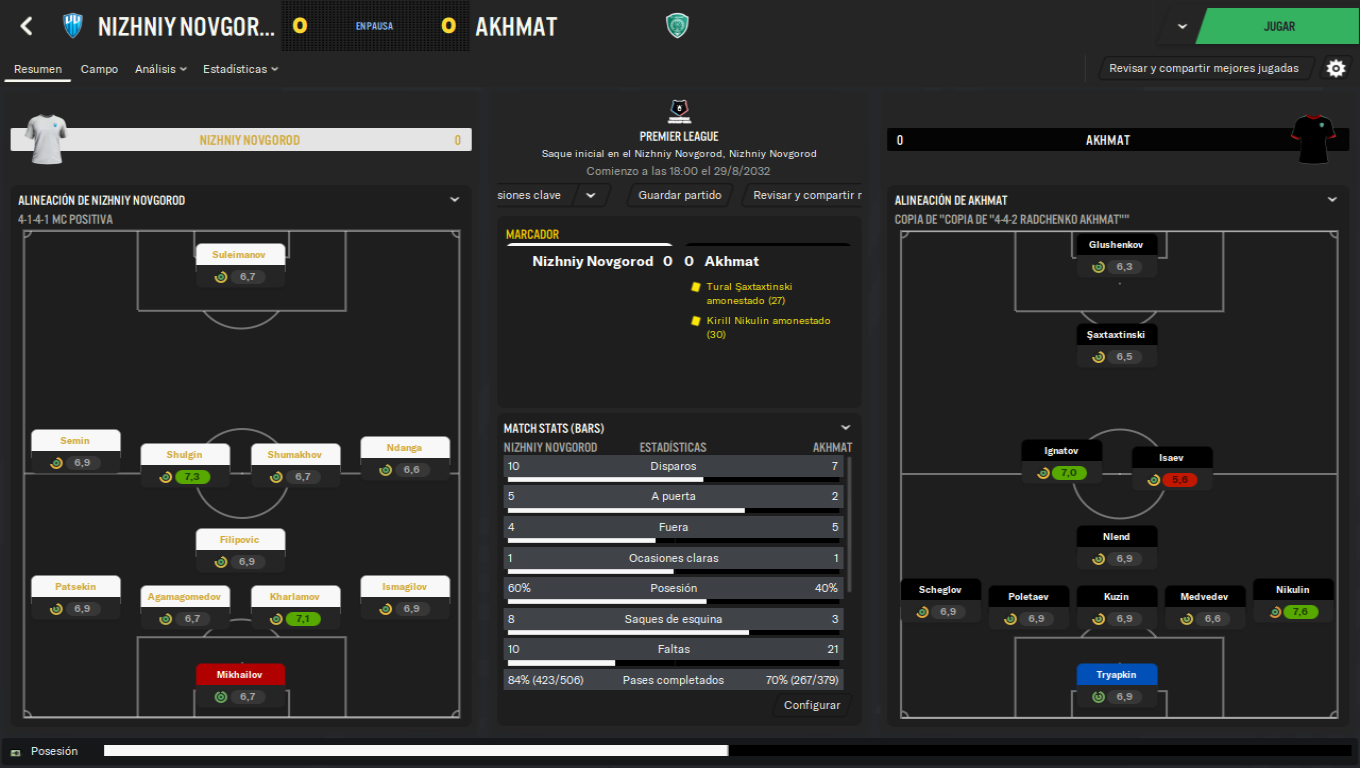 NIZHNIY NOVGOR...
0
EN PAUSA
0
AKHMAT
JUGAR
Resumen
Campo
Análisis
Estadísticas
Revisar y compartir mejores jugadas
NIZHNIY NOVGOROD
0
PREMIER LEAGUE
Saque inicial en el Nizhniy Novgorod, Nizhniy Novgorod
Comienzo a las 18:00 el 29/8/2032
siones clave
Guardar partido
Revisar y compartir r
0
AKHMAT
ALINEACIÓN DE NIZHNIY NOVGOROD
4-1-4-1 MC POSITIVA
Suleimanov
6,7
Semin
6,9
Shulgin
7,3
Shumakhov
6,7
Ndanga
6,6
Filipovic
6,9
Patsekin
6,9
Agamagomedov
6,7
Kharlamov
7,1
Ismagilov
6,9
Mikhailov
6,7
MARCADOR
Nizhniy Novgorod 0 0 Akhmat
Tural Şaxtaxtinski
amonestado (27)
Kirill Nikulin amonestado
(30)
MATCH STATS (BARS)
NIZHNIY NOVGOROD ESTADÍSTICAS AKHMAT
10 Disparos 7
5 A puerta 2
4 Fuera 5
1 Ocasiones claras 1
60% Posesión 40%
8 Saques de esquina 3
10 Faltas 21
84% (423/506) Pases completados 70% (267/379)
Configurar
ALINEACIÓN DE AKHMAT
COPIA DE "COPIA DE "4-4-2 RADCHENKO AKHMAT""
Glushenkov
6,3
Şaxtaxtinski
6,5
Ignatov
7,0
Isaev
5,6
Nlend
6,9
Scheglov
6,9
Poletaev
6,9
Kuzin
6,9
Medvedev
6,6
Nikulin
7,6
Tryapkin
6,9
Posesión